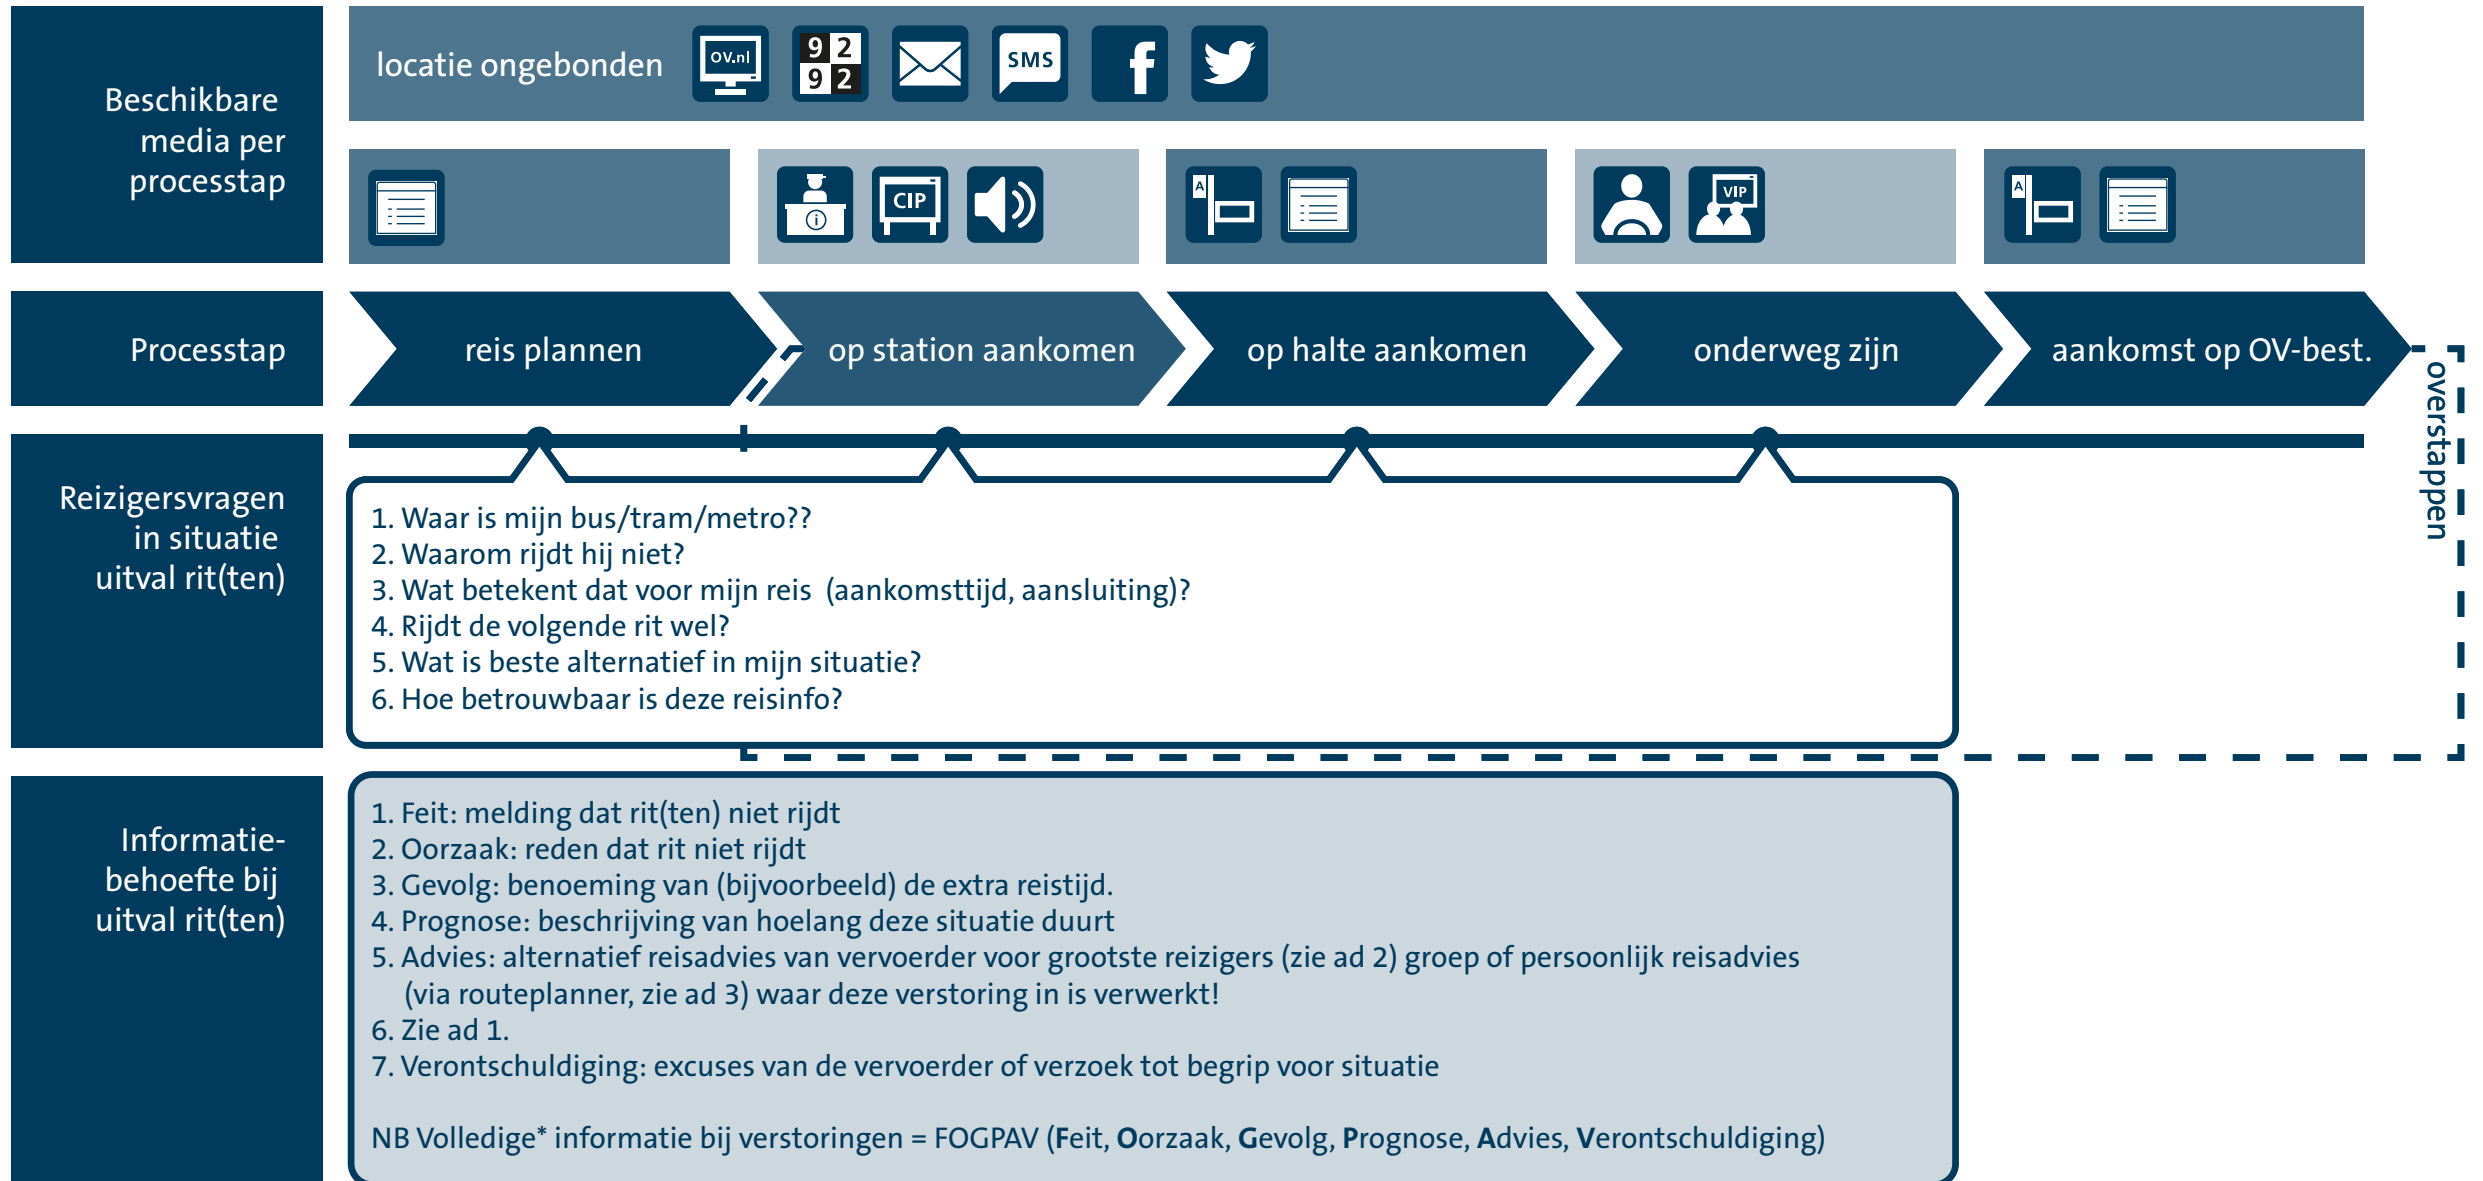 Beschikbare
media per
processtap
locatie ongebonden
OV.nl
9 2
9 2
SMS
f
i
CIP
A
VIP
A
Processtap
reis plannen
op station aankomen
op halte aankomen
onderweg zijn
aankomst op OV-best.
overstappen
Reizigersvragen
in situatie
uitval rit(ten)
1. Waar is mijn bus/tram/metro??
2. Waarom rijdt hij niet?
3. Wat betekent dat voor mijn reis (aankomsttijd, aansluiting)?
4. Rijdt de volgende rit wel?
5. Wat is beste alternatief in mijn situatie?
6. Hoe betrouwbaar is deze reisinfo?
Informatie-
behoefte bij
uitval rit(ten)
1. Feit: melding dat rit(ten) niet rijdt
2. Oorzaak: reden dat rit niet rijdt
3. Gevolg: benoeming van (bijvoorbeeld) de extra reistijd.
4. Prognose: beschrijving van hoelang deze situatie duurt
5. Advies: alternatief reisadvies van vervoerder voor grootste reizigers (zie ad 2) groep of persoonlijk reisadvies
(via routeplanner, zie ad 3) waar deze verstoring in is verwerkt!
6. Zie ad 1.
7. Verontschuldiging: excuses van de vervoerder of verzoek tot begrip voor situatie
NB Volledige* informatie bij verstoringen = FOGPAV (Feit, Oorzaak, Gevolg, Prognose, Advies, Verontschuldiging)